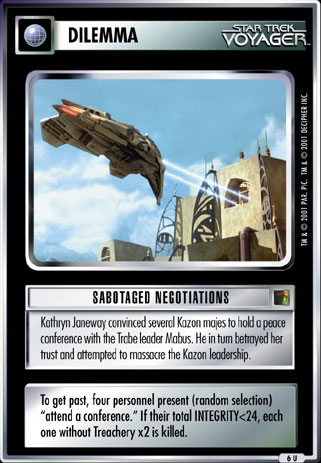 DILEMMA
STAR TREK
VOYAGER™
TM & © 2001 PAR. PIC. TM & © 2001 DECIPHER INC.
SABOTAGED NEGOTIATIONS
Kathryn Janeway convinced several Kazon majes to hold a peace
conference with the Trabe leader Mabus. He in turn betrayed her
trust and attempted to massacre the Kazon leadership.
To get past, four personnel present (random selection)
“attend a conference.” If their total INTEGRITY<24, each
one without Treachery x2 is killed.
6 U